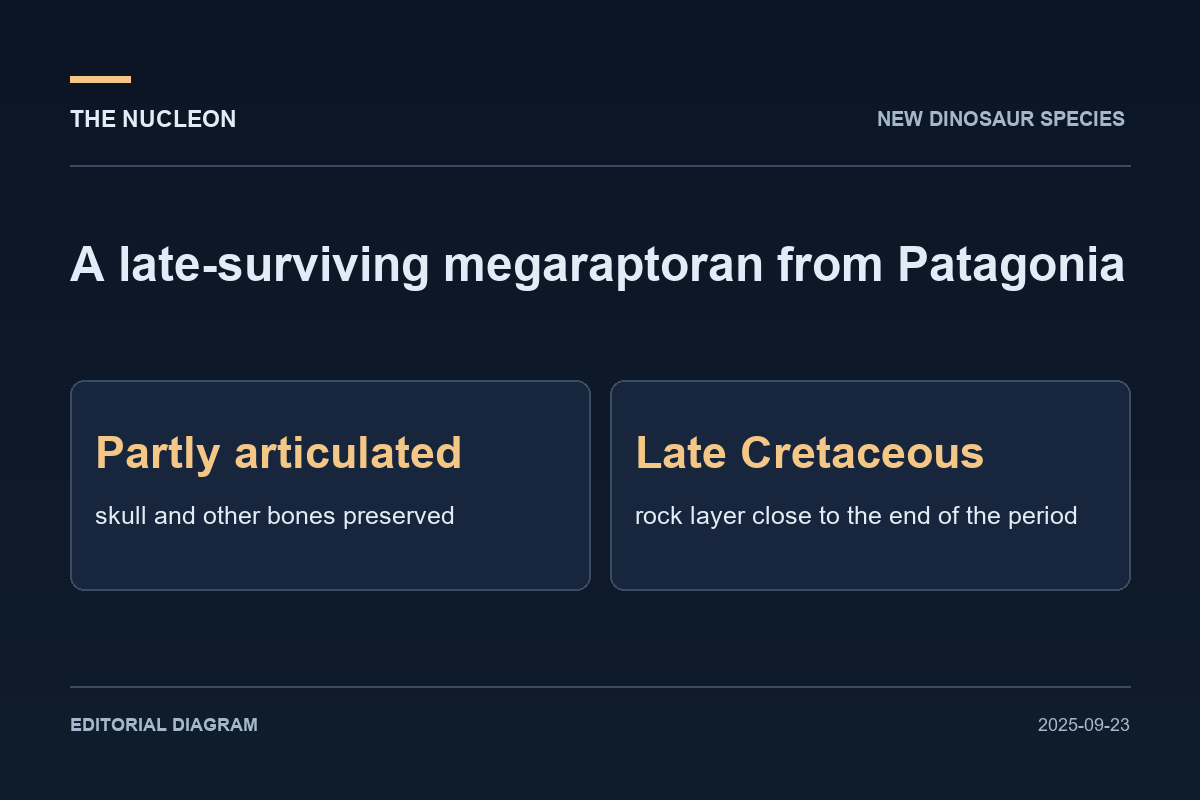 THE NUCLEON
NEW DINOSAUR SPECIES
A late-surviving megaraptoran from Patagonia
Partly articulated
skull and other bones preserved
Late Cretaceous
rock layer close to the end of the period
EDITORIAL DIAGRAM
2025-09-23